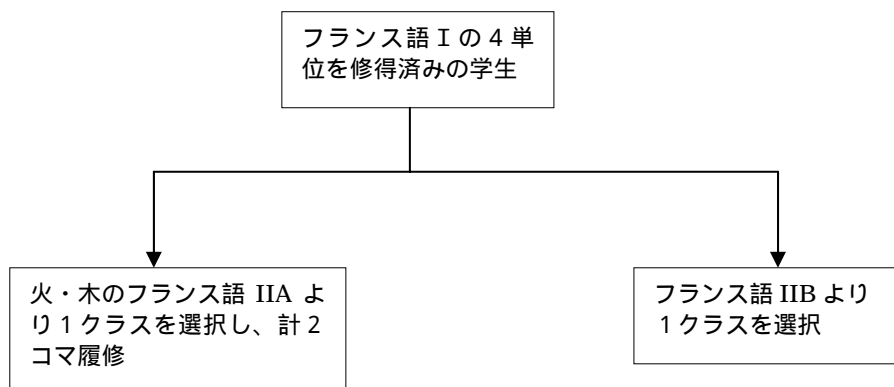 フランス語Ⅰの４単
位を修得済みの学生
火・木のフランス語 IIA よ
り１クラスを選択し、計２
コマ履修
フランス語 IIB より
１クラスを選択